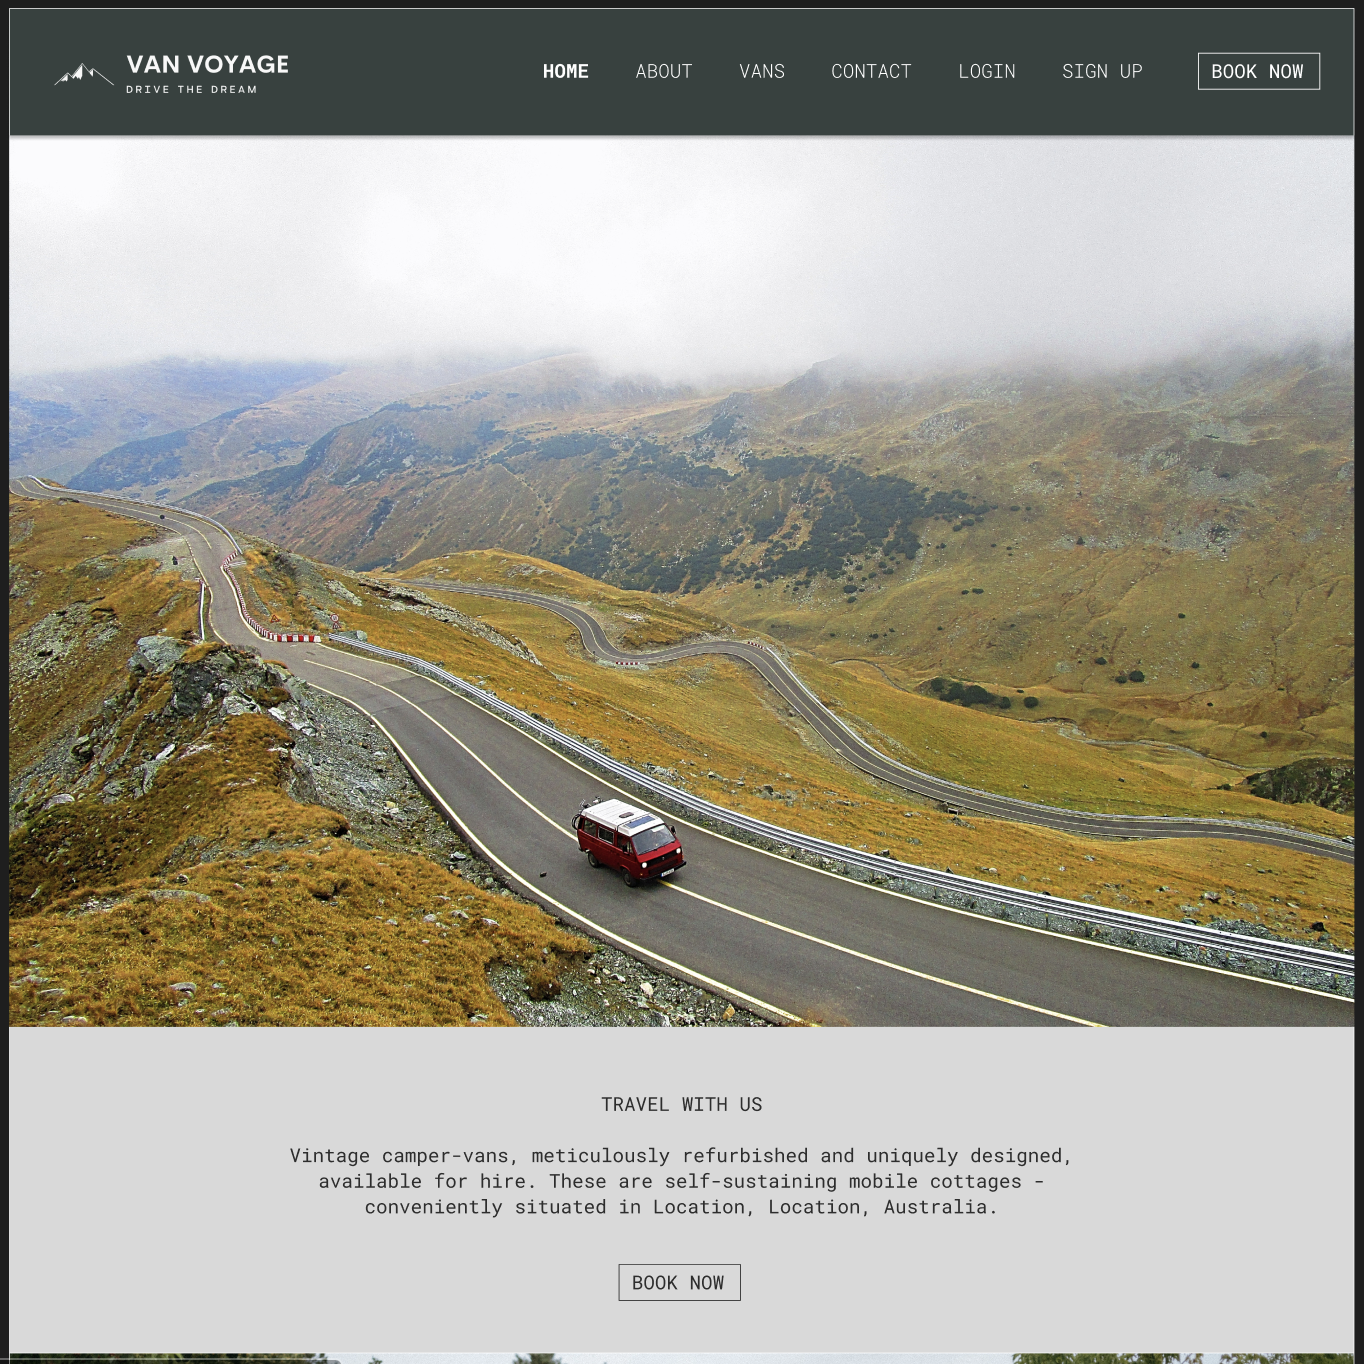 VAN VOYAGE
DRIVE THE DREAM
HOME ABOUT VANS CONTACT LOGIN SIGN UP BOOK NOW
TRAVEL WITH US
Vintage camper-vans, meticulously refurbished and uniquely designed,
available for hire. These are self-sustaining mobile cottages -
conveniently situated in Location, Location, Australia.
BOOK NOW